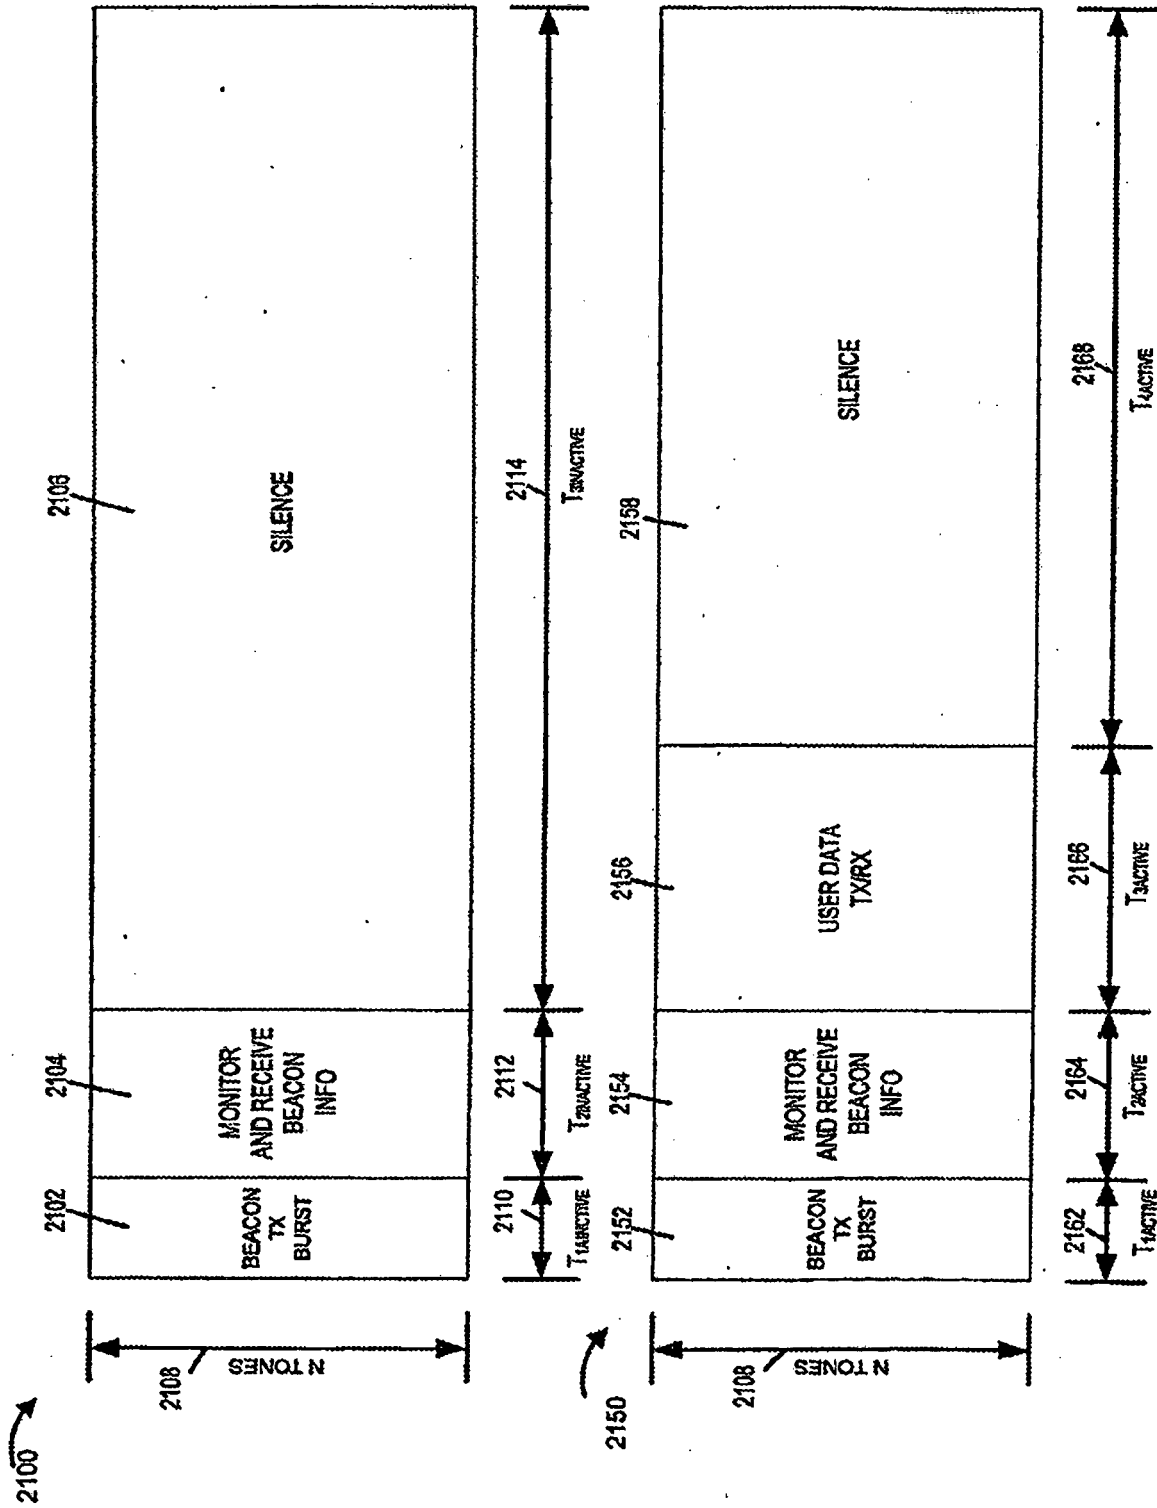 2100
2102
2104
2106
N TONES
2108
BEACON
TX
BURST
MONITOR
AND RECEIVE
BEACON
INFO
SILENCE
2110
2112
2114
T2INACTIVE
T3INACTIVE
2150
2152
2154
2156
2158
N TONES
2108
BEACON
TX
BURST
MONITOR
AND RECEIVE
BEACON
INFO
USER DATA
TX/RX
SILENCE
2162
2164
2166
2168
T1ACTIVE
T2ACTIVE
T3ACTIVE
T4ACTIVE